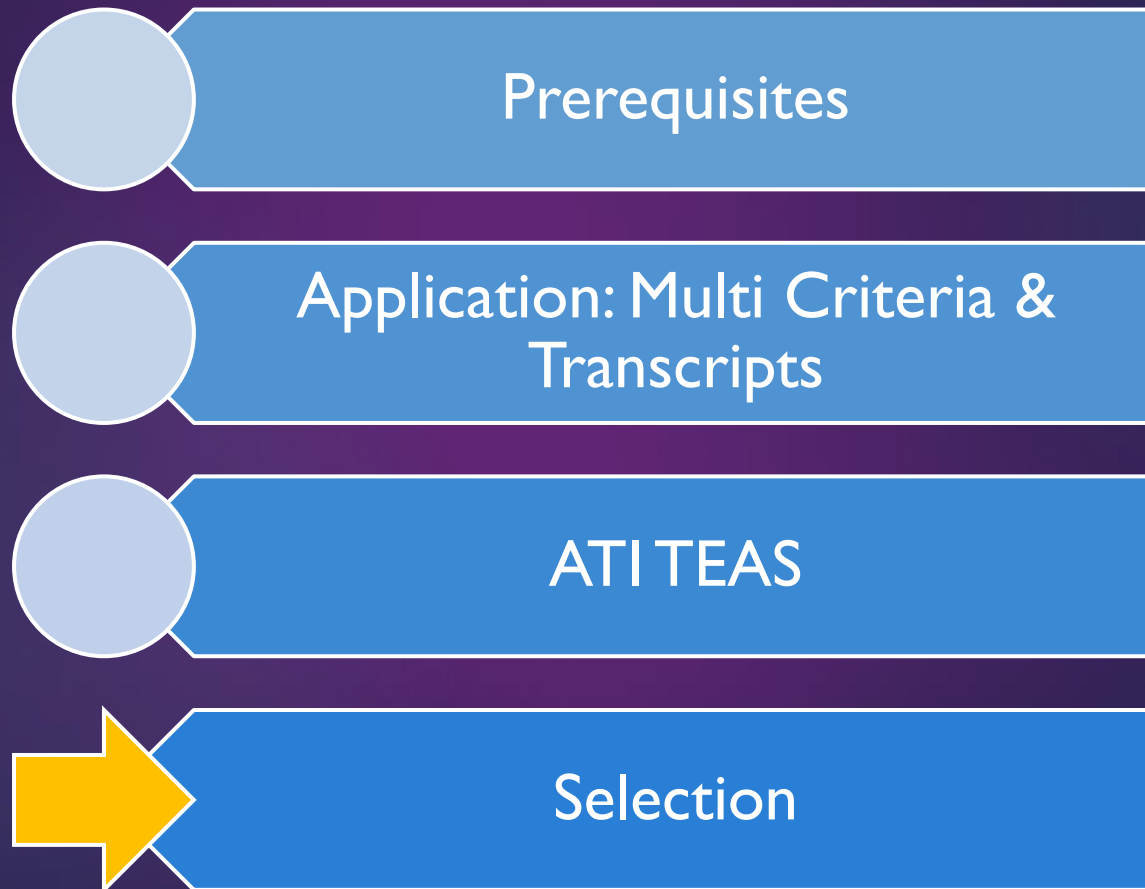 Prerequisites
Application: Multi Criteria &
Transcripts
ATI TEAS
Selection